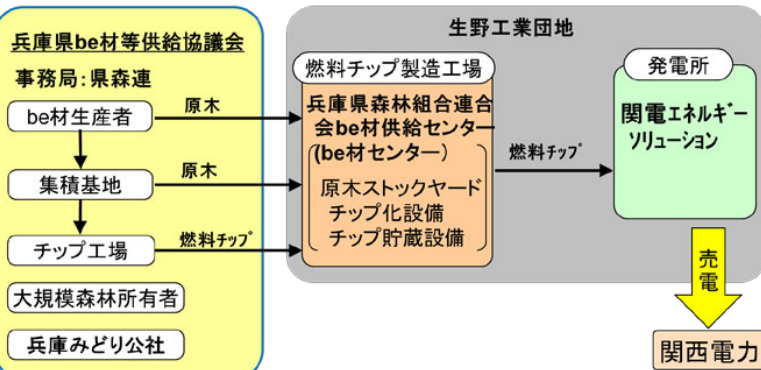 兵庫県be材等供給協議会
事務局:県森連
be材生産者
集積基地
チップ工場
大規模森林所有者
兵庫みどり公社
原木
原木
燃料チップ
生野工業団地
燃料チップ製造工場
兵庫県森林組合連合
会be材供給センター
(be材センター)
原木ストックヤード
チップ化設備
チップ貯蔵設備
燃料チップ
発電所
関電エネルギー
ソリューション
売電
関西電力